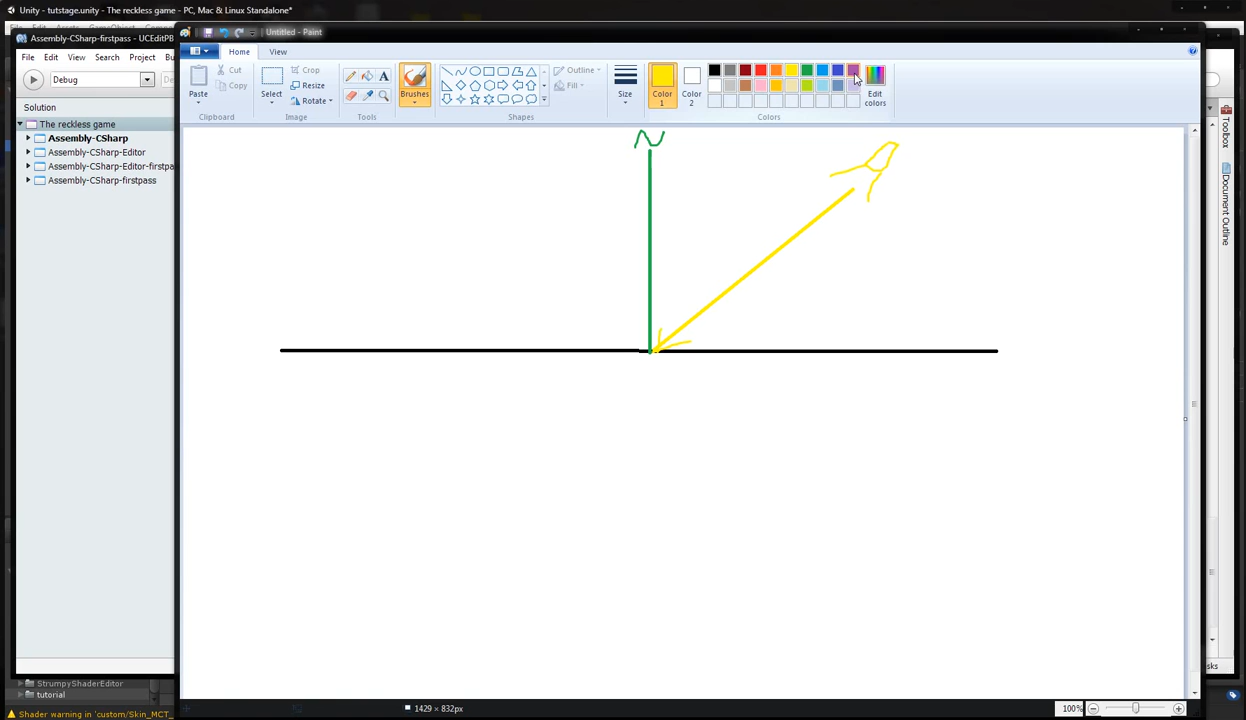 Unity - tutstage.unity - The reckless game - PC, Mac & Linux Standalone*
Assembly-CSharp-firstpass - UCEditPB
Untitled - Paint
File Edit View Search Project Bu
Home View
Debug
Paste
Cut
Copy
Clipboard
Select
Crop
Resize
Rotate
Image
Tools
Brushes
Outline
Fill
Shapes
Size
Color 1
Color 2
Edit colors
Colors
Solution
The reckless game
Assembly-CSharp
Assembly-CSharp-Editor
Assembly-CSharp-Editor-firstpa
Assembly-CSharp-firstpass
N
Toolbox
Document Outline
sks
StrumpyShaderEditor
tutorial
Shader warning in 'custom/Skin_MCT_
1429 × 832px
100%